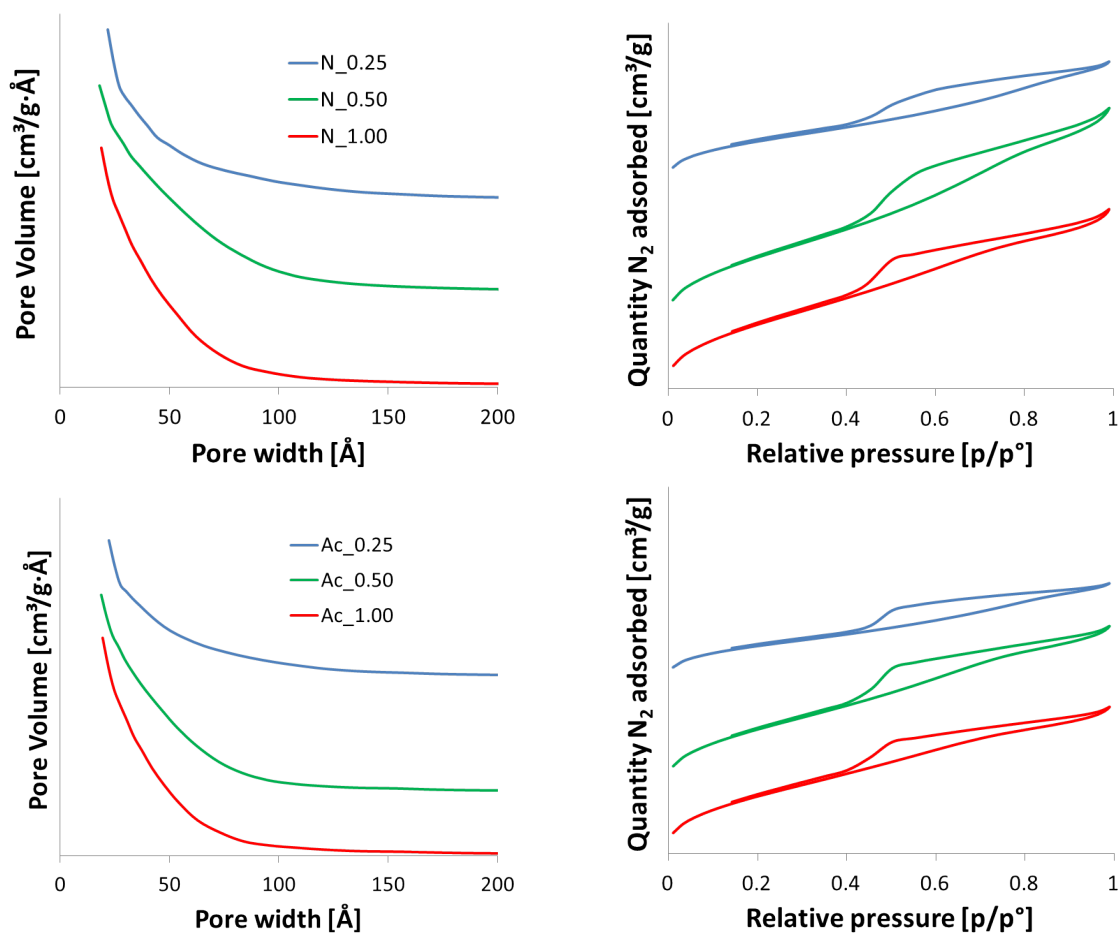 Pore Volume [cm³/g·Å]
N_0.25
N_0.50
N_1.00
0 50 100 150 200
Pore width [Å]
Quantity N₂ adsorbed [cm³/g]
0 0.2 0.4 0.6 0.8 1
Relative pressure [p/p°]
Pore Volume [cm³/g·Å]
Ac_0.25
Ac_0.50
Ac_1.00
0 50 100 150 200
Pore width [Å]
Quantity N₂ adsorbed [cm³/g]
0 0.2 0.4 0.6 0.8 1
Relative pressure [p/p°]